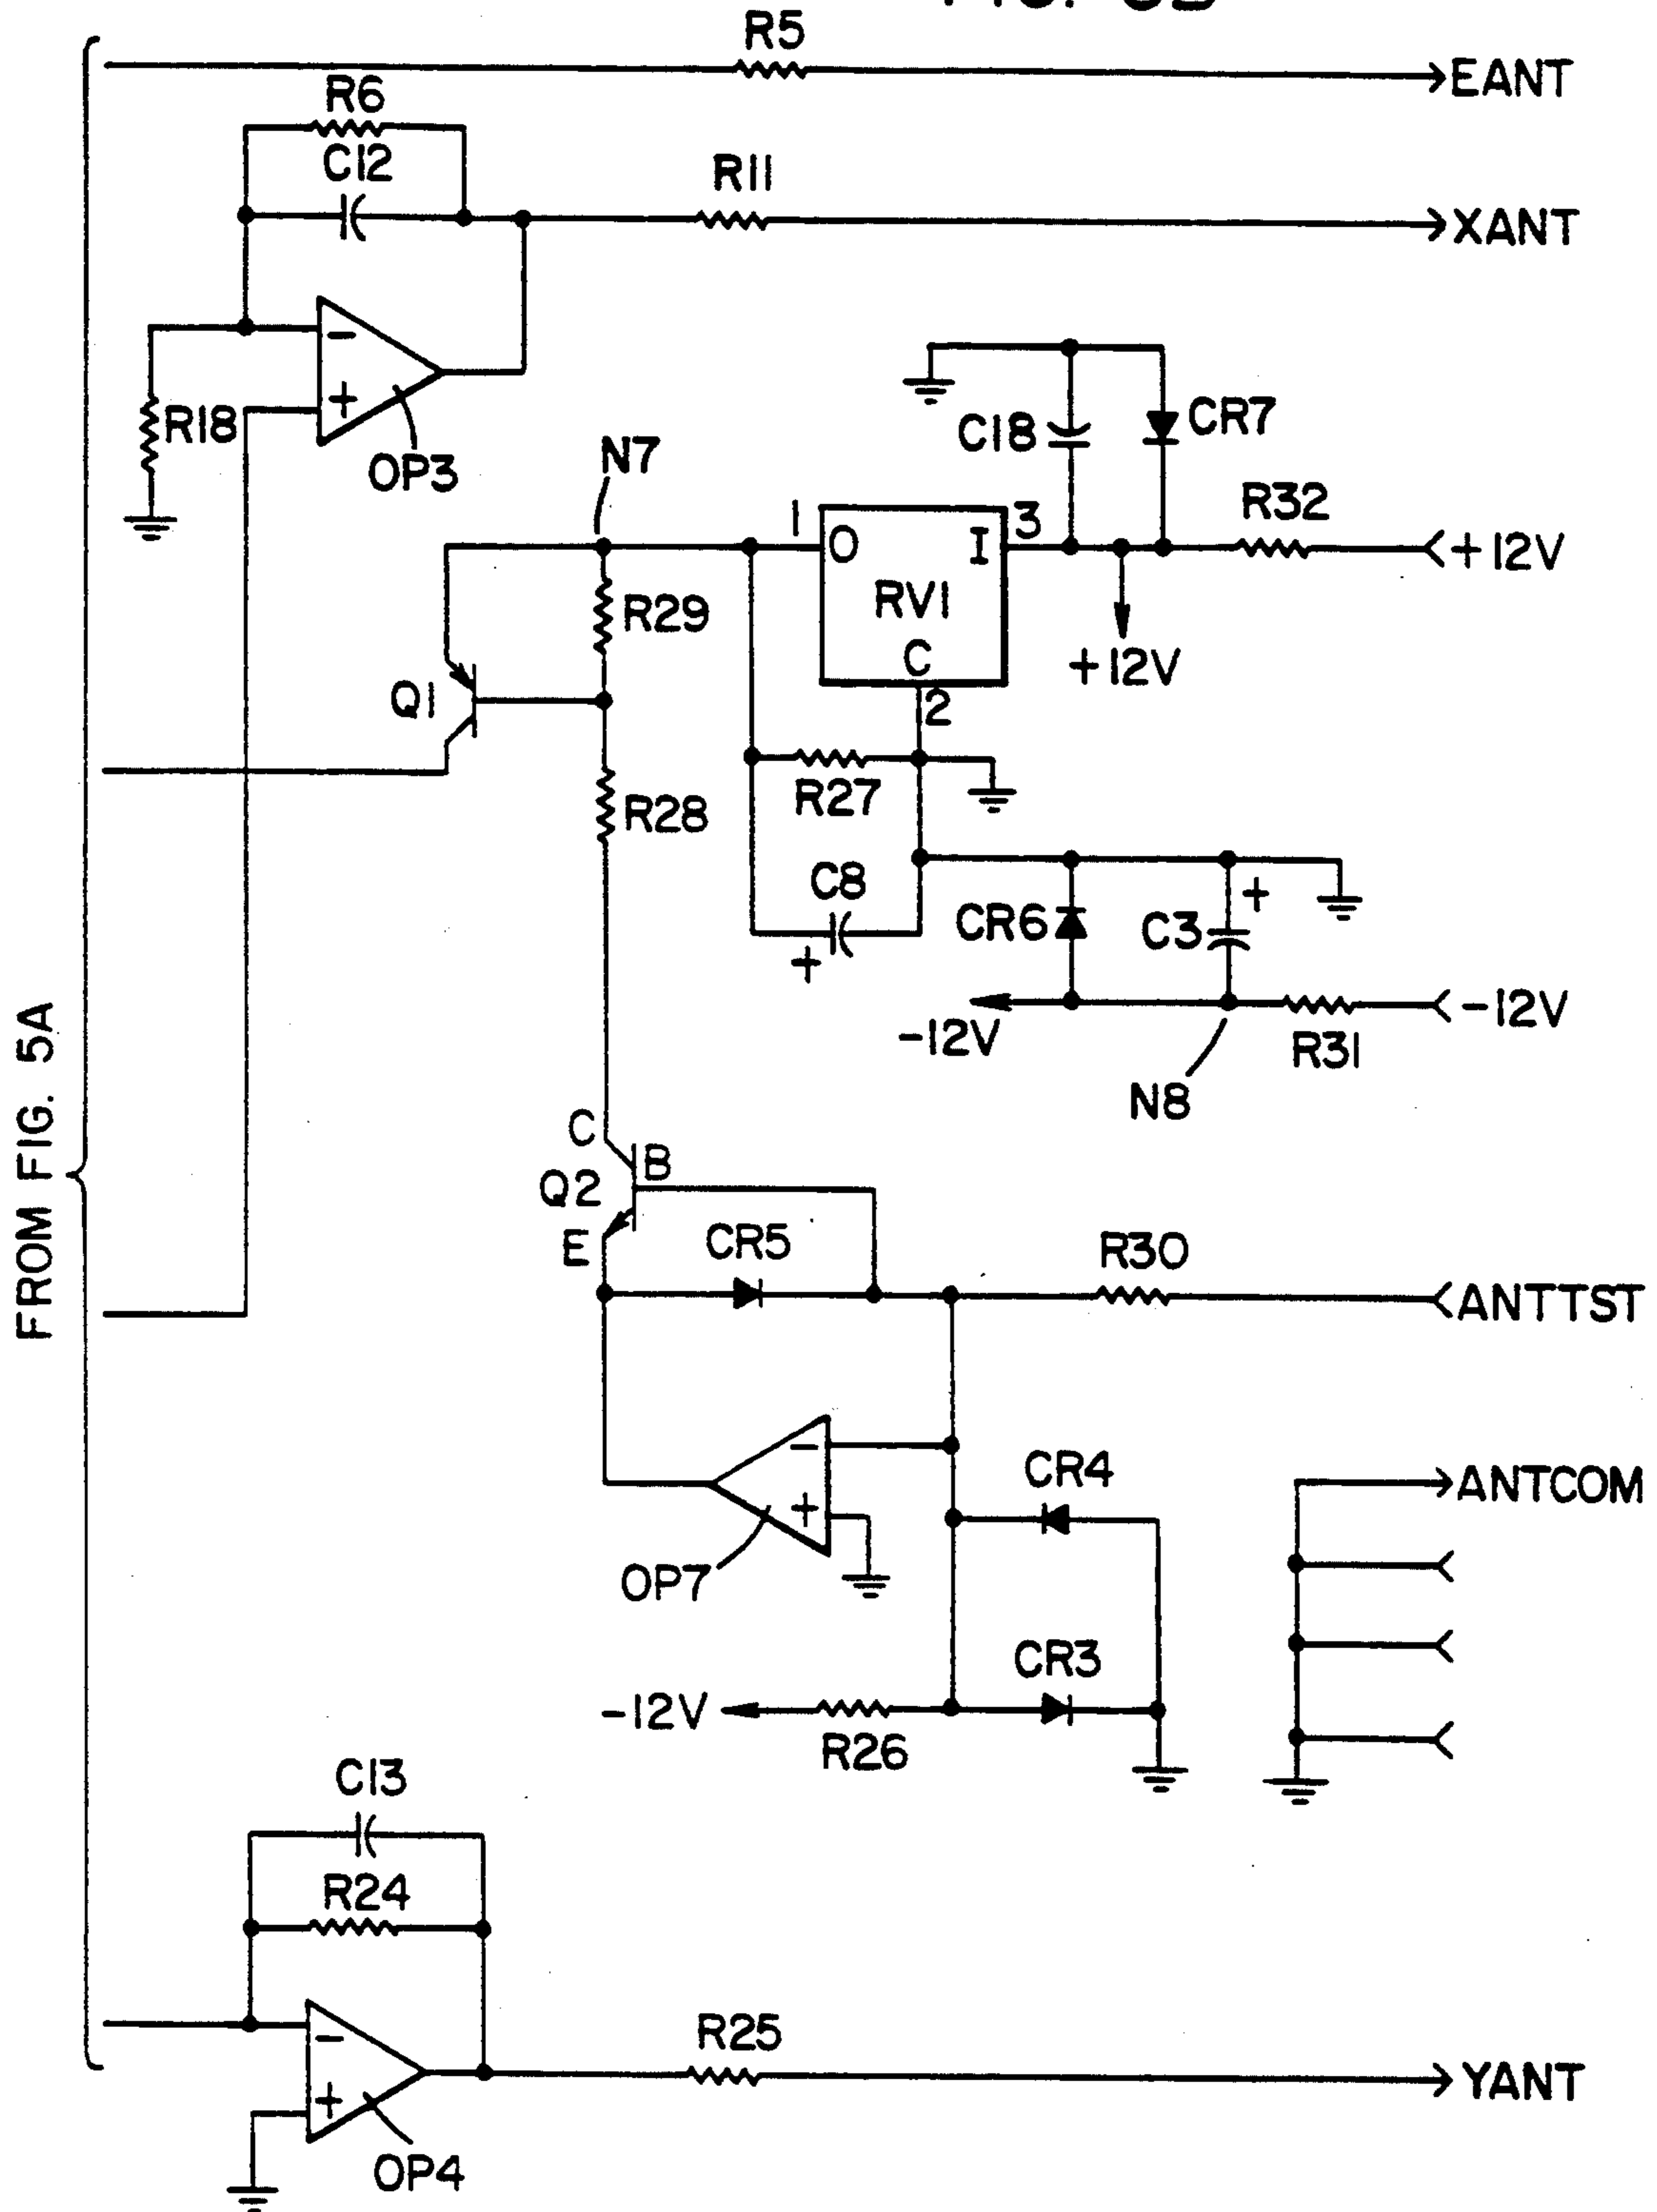 R5
EANT
R6
C12
R11
XANT
-
+
R18
OP3
N7
C18
CR7
1
O
I
3
R32
+12V
R29
RV1
C
2
+12V
Q1
R27
R28
C8
+
CR6
C3
+
-12V
-12V
R31
N8
FROM FIG. 5A
C
B
Q2
E
CR5
R30
ANTTST
-
+
CR4
ANTCOM
OP7
CR3
-12V
R26
C13
R24
-
+
R25
YANT
OP4